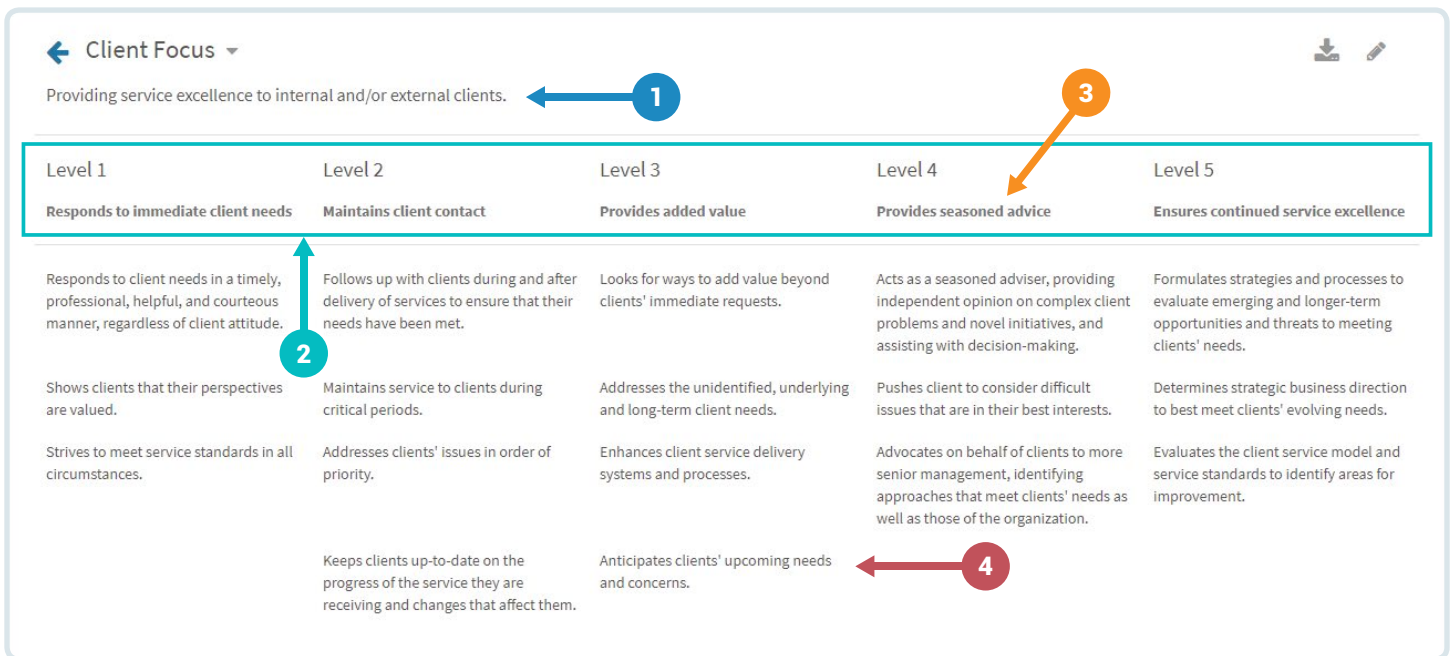 Client Focus
Providing service excellence to internal and/or external clients.
1
3
Level 1
Responds to immediate client needs
Level 2
Maintains client contact
Level 3
Provides added value
Level 4
Provides seasoned advice
Level 5
Ensures continued service excellence
2
Responds to client needs in a timely,
professional, helpful, and courteous
manner, regardless of client attitude.
Follows up with clients during and after
delivery of services to ensure that their
needs have been met.
Looks for ways to add value beyond
clients' immediate requests.
Acts as a seasoned adviser, providing
independent opinion on complex client
problems and novel initiatives, and
assisting with decision-making.
Formulates strategies and processes to
evaluate emerging and longer-term
opportunities and threats to meeting
clients' needs.
Shows clients that their perspectives
are valued.
Maintains service to clients during
critical periods.
Addresses the unidentified, underlying
and long-term client needs.
Pushes client to consider difficult
issues that are in their best interests.
Determines strategic business direction
to best meet clients' evolving needs.
Strives to meet service standards in all
circumstances.
Addresses clients' issues in order of
priority.
Enhances client service delivery
systems and processes.
Advocates on behalf of clients to more
senior management, identifying
approaches that meet clients' needs as
well as those of the organization.
Evaluates the client service model and
service standards to identify areas for
improvement.
Keeps clients up-to-date on the
progress of the service they are
receiving and changes that affect them.
Anticipates clients' upcoming needs
and concerns.
4